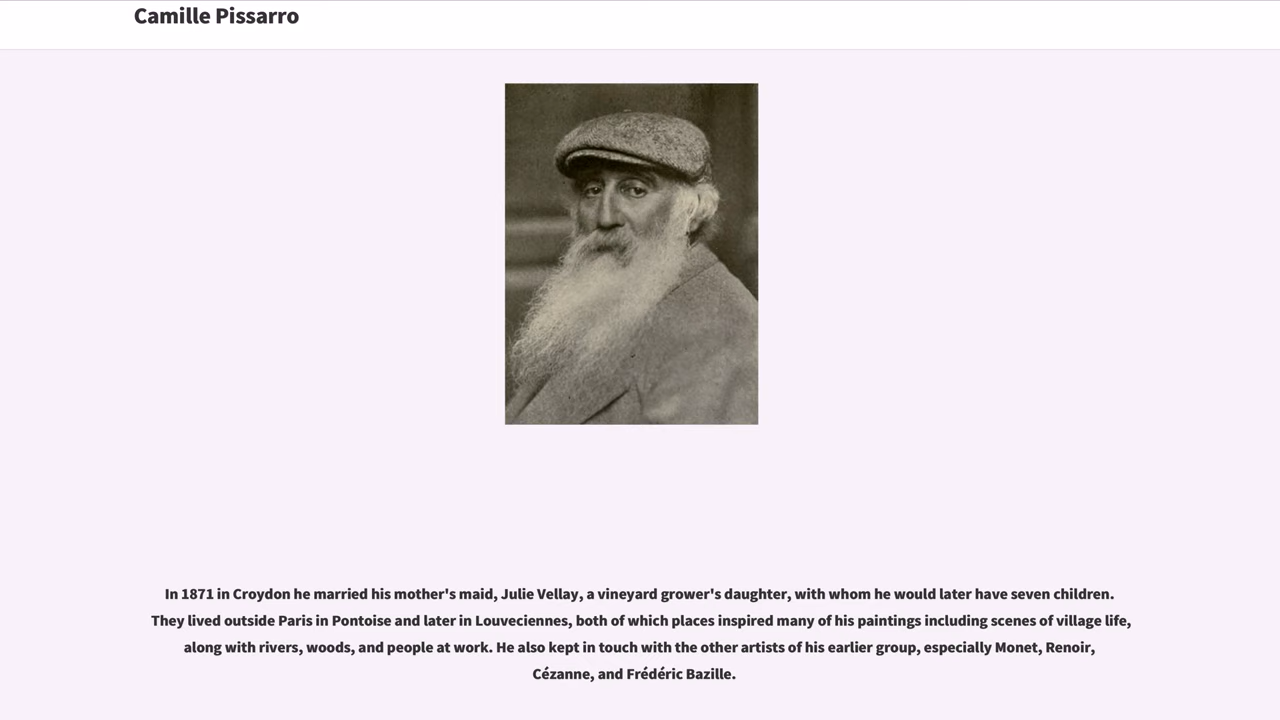 Camille Pissarro
In 1871 in Croydon he married his mother's maid, Julie Vellay, a vineyard grower's daughter, with whom he would later have seven children.
They lived outside Paris in Pontoise and later in Louveciennes, both of which places inspired many of his paintings including scenes of village life,
along with rivers, woods, and people at work. He also kept in touch with the other artists of his earlier group, especially Monet, Renoir,
Cézanne, and Frédéric Bazille.